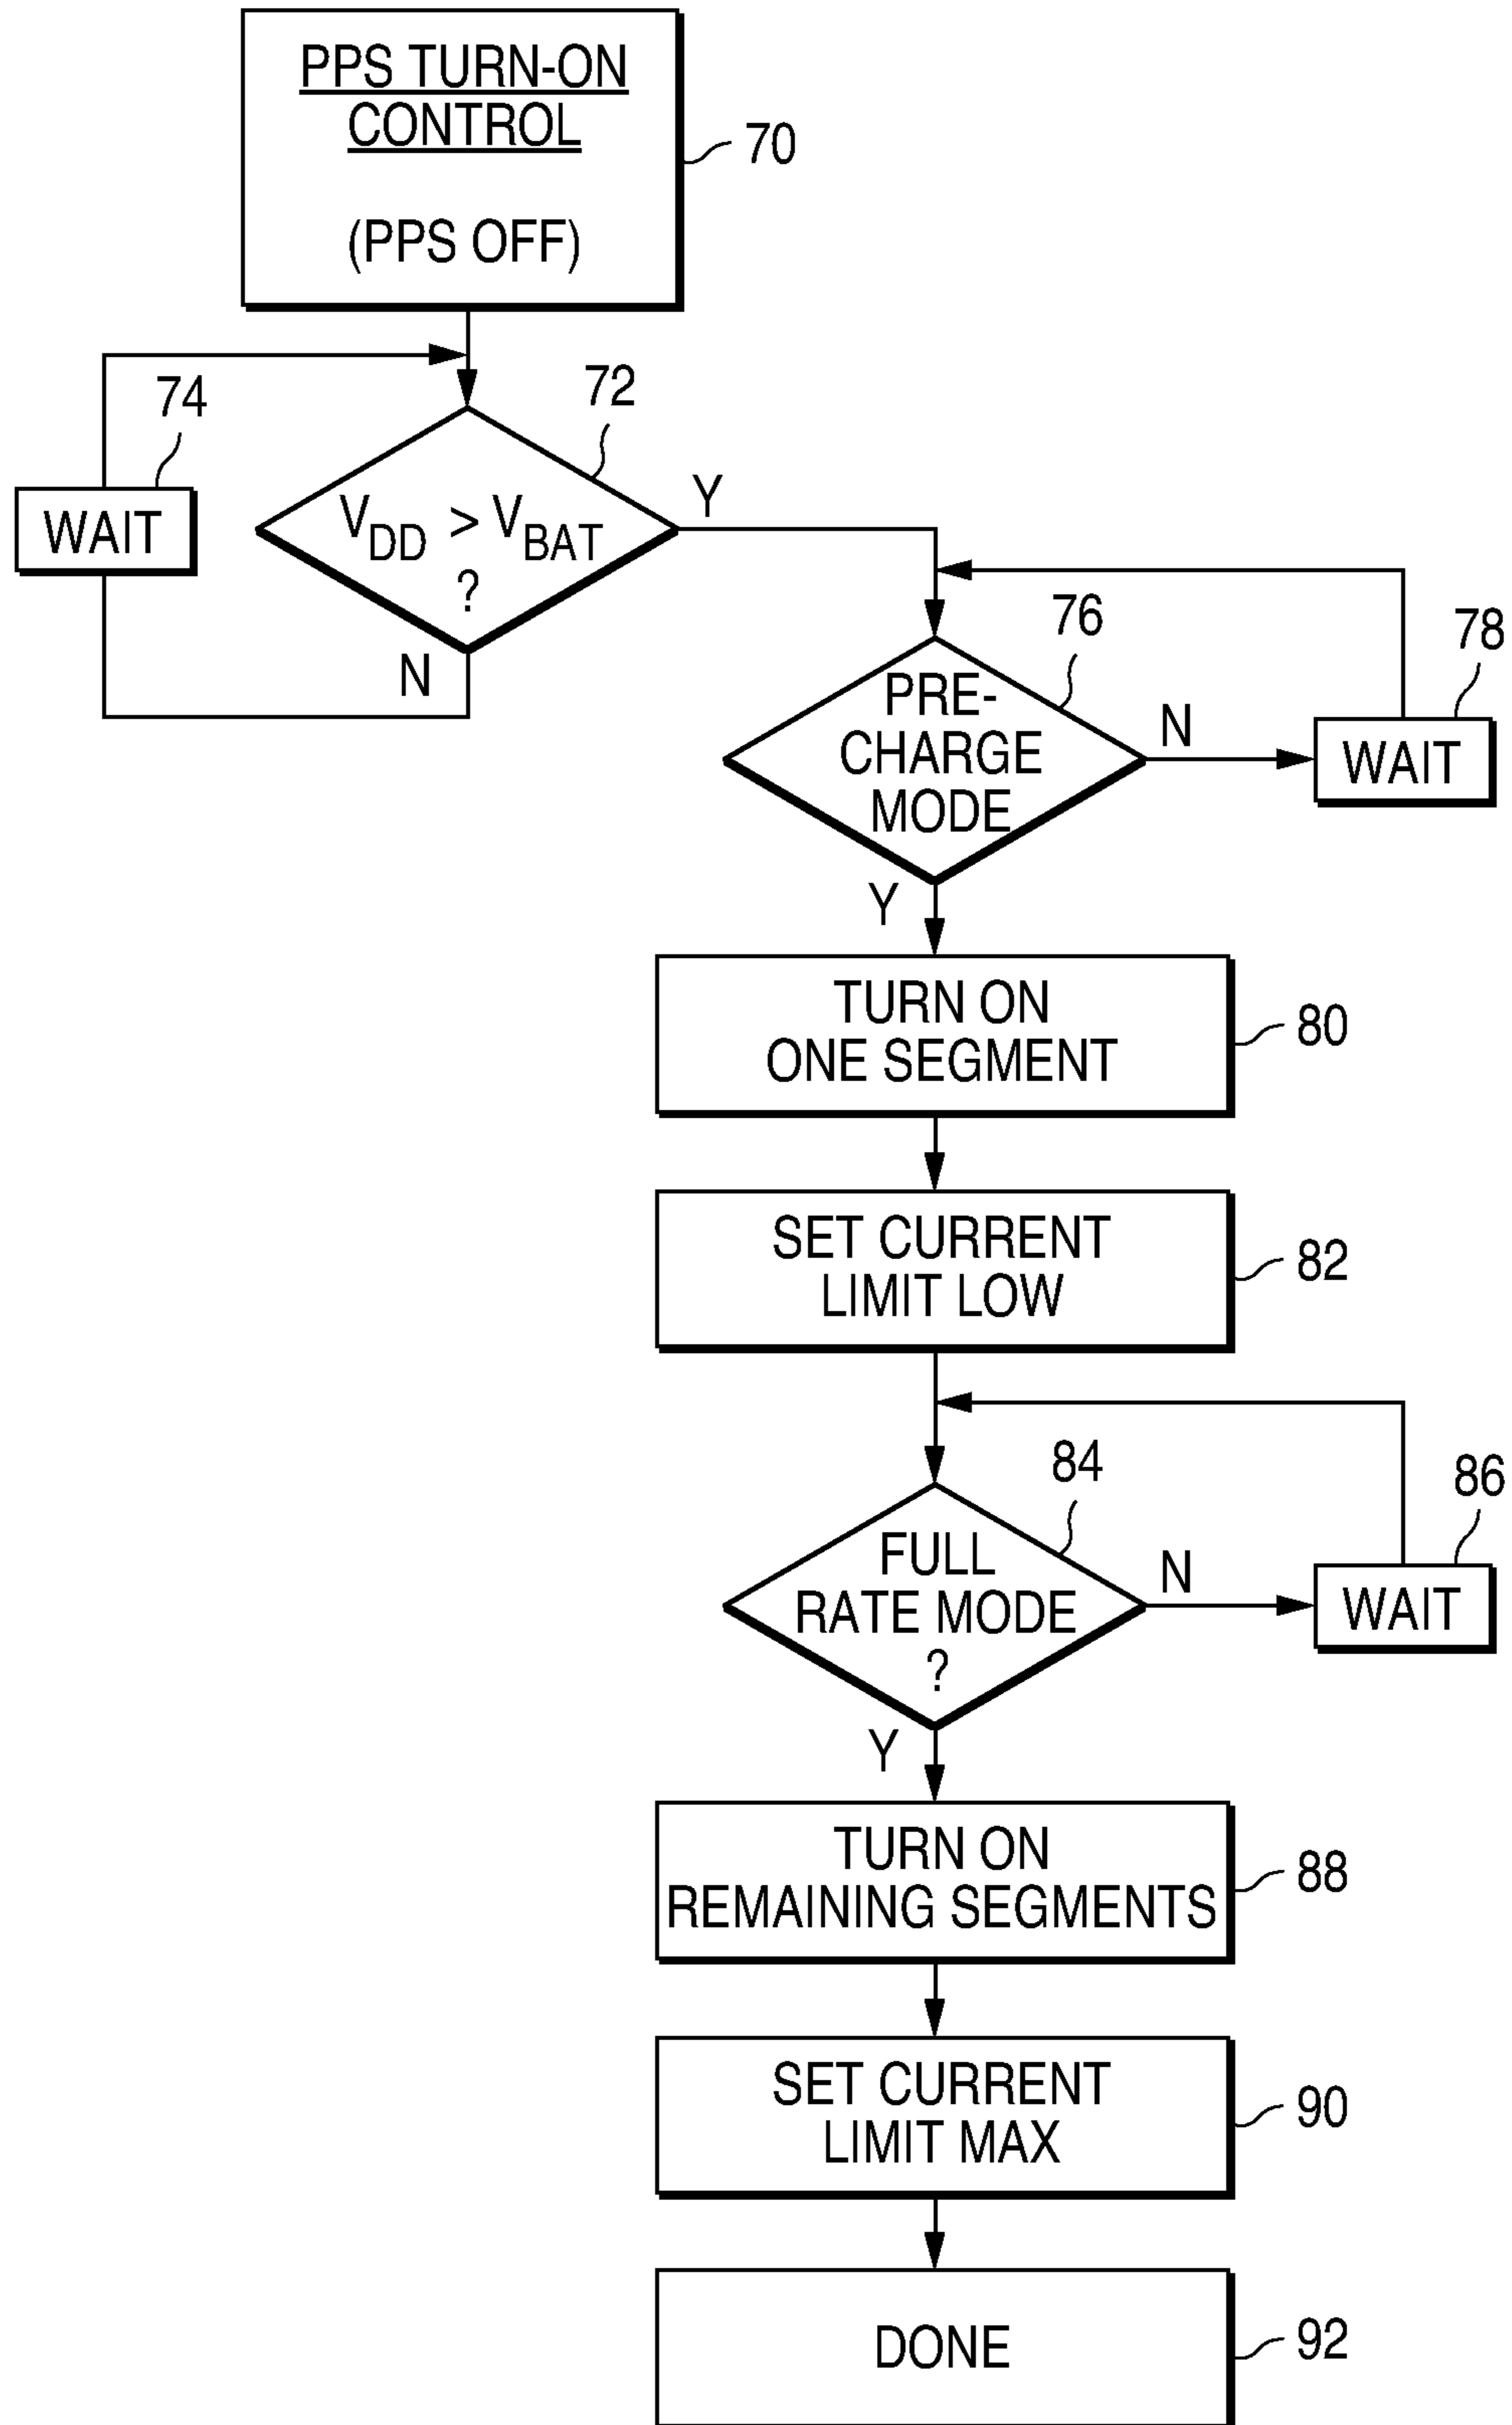 PPS TURN-ON
CONTROL
(PPS OFF)
70
72
74
WAIT
VDD > VBAT
?
Y
N
76
78
PRE-
CHARGE
MODE
N
WAIT
Y
TURN ON
ONE SEGMENT
80
SET CURRENT
LIMIT LOW
82
84
86
FULL
RATE MODE
?
N
WAIT
Y
TURN ON
REMAINING SEGMENTS
88
SET CURRENT
LIMIT MAX
90
DONE
92